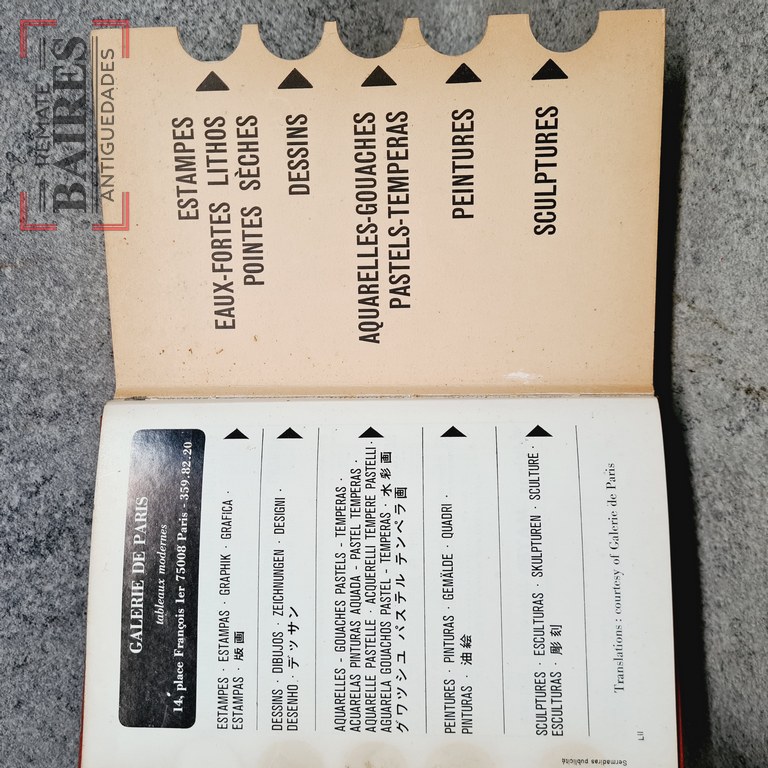 REMATE
BAIRES
ANTIGUEDADES
ESTAMPES
EAUX-FORTES LITHOS
POINTES SÈCHES
DESSINS
AQUARELLES-GOUACHES
PASTELS-TEMPERAS
PEINTURES
SCULPTURES
GALERIE DE PARIS
tableaux modernes
14, place François Ier 75008 Paris - 359.82.20
ESTAMPES · ESTAMPAS · GRAPHIK · GRAFICA ·
ESTAMPAS · 版画
DESSINS · DIBUJOS · ZEICHNUNGEN · DESIGNI ·
DESENHO · デッサン
AQUARELLES - GOUACHES PASTELS - TEMPERAS ·
ACUARELAS PINTURAS AQUADA - PASTEL TEMPERAS ·
AQUARELLE PASTELLE · ACQUERELLI TEMPERE PASTELLI ·
AGUARELA GOUACHOS PASTEL - TEMPERAS · 水彩画
グワッシュ パステル テンペラ画
PEINTURES · PINTURAS · GEMÄLDE · QUADRI ·
PINTURAS · 油絵
SCULPTURES · ESCULTURAS · SKULPTUREN · SCULTURE ·
ESCULTURAS · 彫刻
Translations : courtesy of Galerie de Paris
LII
Sermadiras publicité